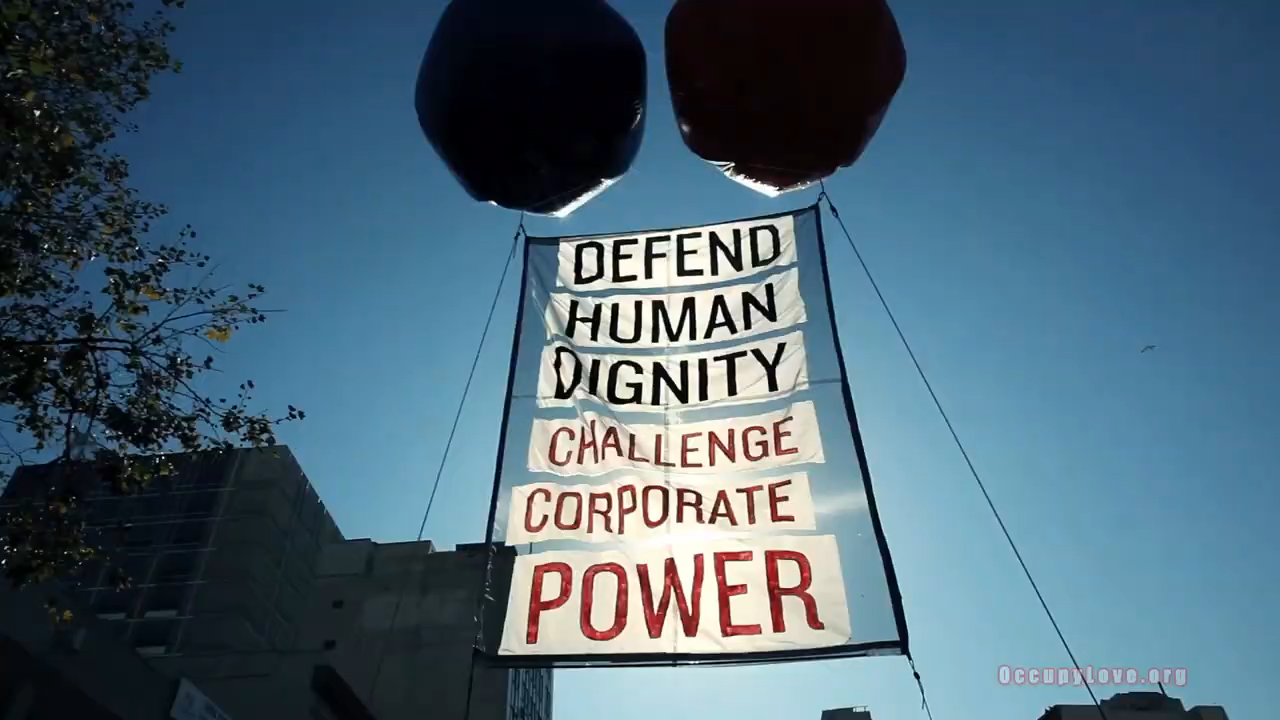 DEFEND
HUMAN
DIGNITY
CHALLENGE
CORPORATE
POWER
OccupyLove.org